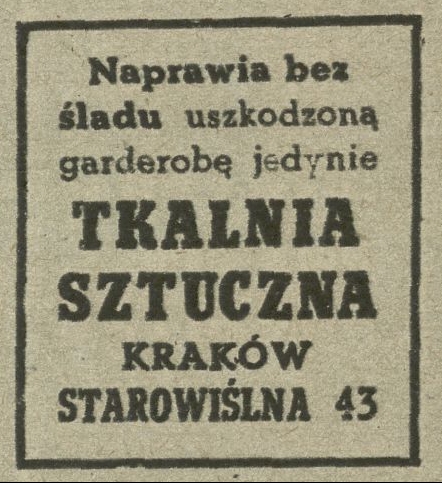 Naprawia bez
śladu uszkodzoną
garderobę jedynie
TKALNIA
SZTUCZNA
KRAKÓW
STAROWIŚLNA 43